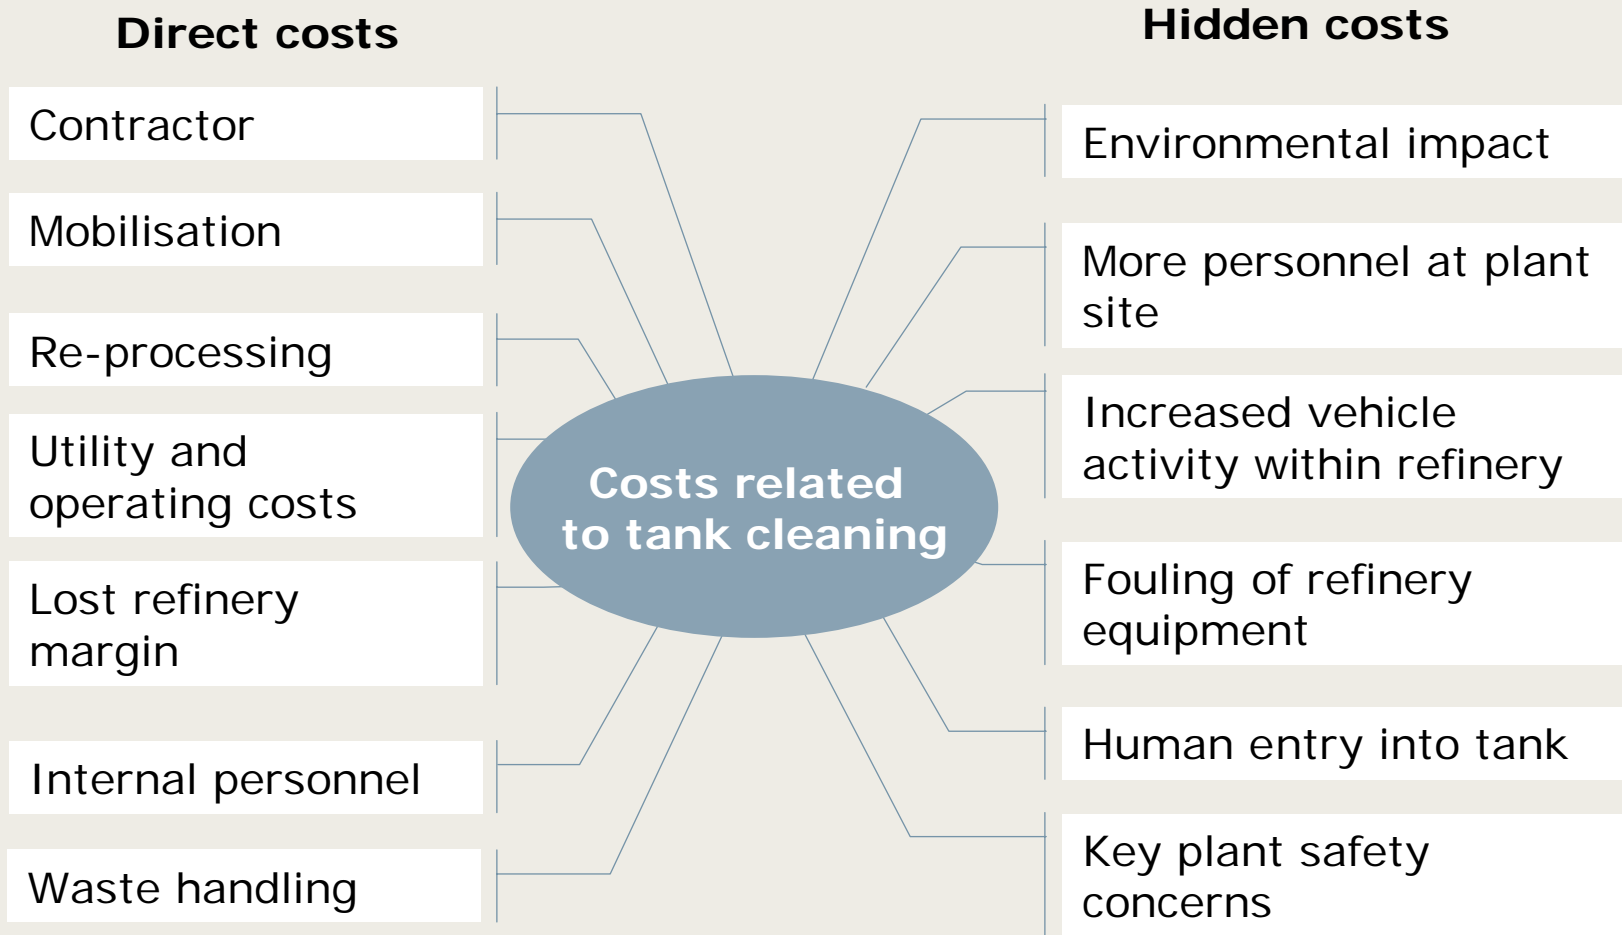 Direct costs
Contractor
Mobilisation
Re-processing
Utility and
operating costs
Lost refinery
margin
Internal personnel
Waste handling
Costs related
to tank cleaning
Hidden costs
Environmental impact
More personnel at plant
site
Increased vehicle
activity within refinery
Fouling of refinery
equipment
Human entry into tank
Key plant safety
concerns